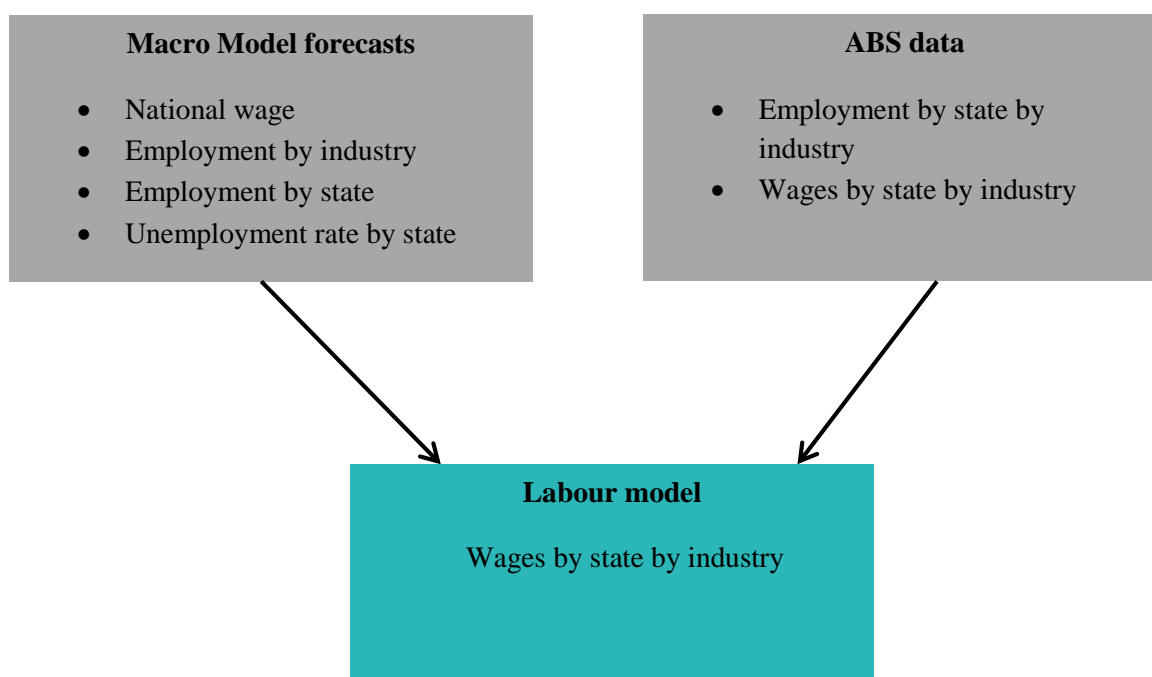 Macro Model forecasts
• National wage
• Employment by industry
• Employment by state
• Unemployment rate by state
ABS data
• Employment by state by
industry
• Wages by state by industry
Labour model
Wages by state by industry